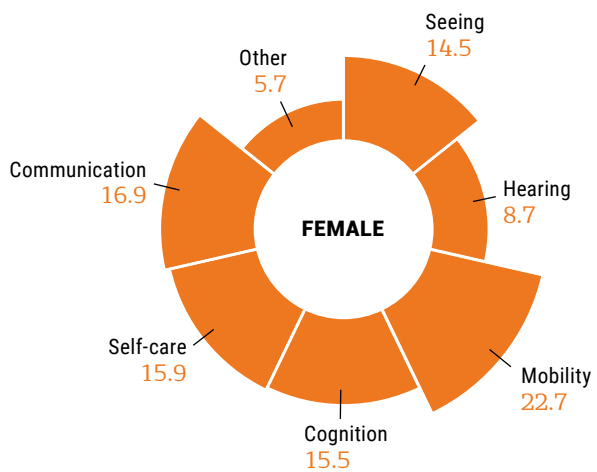 Seeing
14.5
Hearing
8.7
Mobility
22.7
Cognition
15.5
Self-care
15.9
Communication
16.9
Other
5.7
FEMALE